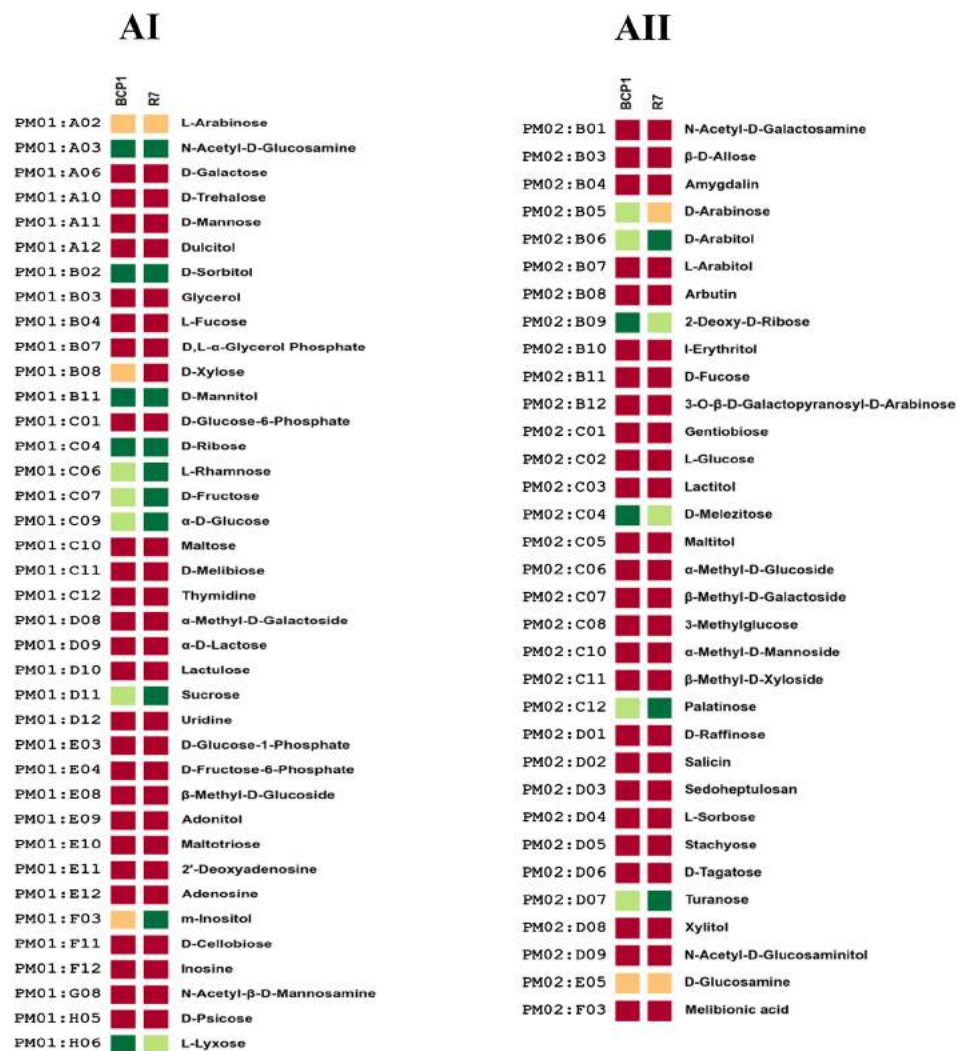 AI
BCP1 R7
PM01:A02 L-Arabinose
PM01:A03 N-Acetyl-D-Glucosamine
PM01:A06 D-Galactose
PM01:A10 D-Trehalose
PM01:A11 D-Mannose
PM01:A12 Dulcitol
PM01:B02 D-Sorbitol
PM01:B03 Glycerol
PM01:B04 L-Fucose
PM01:B07 D,L-α-Glycerol Phosphate
PM01:B08 D-Xylose
PM01:B11 D-Mannitol
PM01:C01 D-Glucose-6-Phosphate
PM01:C04 D-Ribose
PM01:C06 L-Rhamnose
PM01:C07 D-Fructose
PM01:C09 α-D-Glucose
PM01:C10 Maltose
PM01:C11 D-Melibiose
PM01:C12 Thymidine
PM01:D08 α-Methyl-D-Galactoside
PM01:D09 α-D-Lactose
PM01:D10 Lactulose
PM01:D11 Sucrose
PM01:D12 Uridine
PM01:E03 D-Glucose-1-Phosphate
PM01:E04 D-Fructose-6-Phosphate
PM01:E08 β-Methyl-D-Glucoside
PM01:E09 Adonitol
PM01:E10 Maltotriose
PM01:E11 2'-Deoxyadenosine
PM01:E12 Adenosine
PM01:F03 m-Inositol
PM01:F11 D-Cellobiose
PM01:F12 Inosine
PM01:G08 N-Acetyl-β-D-Mannosamine
PM01:H05 D-Psicose
PM01:H06 L-Lyxose
AII
BCP1 R7
PM02:B01 N-Acetyl-D-Galactosamine
PM02:B03 β-D-Allose
PM02:B04 Amygdalin
PM02:B05 D-Arabinose
PM02:B06 D-Arabitol
PM02:B07 L-Arabitol
PM02:B08 Arbutin
PM02:B09 2-Deoxy-D-Ribose
PM02:B10 I-Erythritol
PM02:B11 D-Fucose
PM02:B12 3-O-β-D-Galactopyranosyl-D-Arabinose
PM02:C01 Gentiobiose
PM02:C02 L-Glucose
PM02:C03 Lactitol
PM02:C04 D-Melezitose
PM02:C05 Maltitol
PM02:C06 α-Methyl-D-Glucoside
PM02:C07 β-Methyl-D-Galactoside
PM02:C08 3-Methylglucose
PM02:C10 α-Methyl-D-Mannoside
PM02:C11 β-Methyl-D-Xyloside
PM02:C12 Palatinose
PM02:D01 D-Raffinose
PM02:D02 Salicin
PM02:D03 Sedoheptulosan
PM02:D04 L-Sorbose
PM02:D05 Stachyose
PM02:D06 D-Tagatose
PM02:D07 Turanose
PM02:D08 Xylitol
PM02:D09 N-Acetyl-D-Glucosaminitol
PM02:E05 D-Glucosamine
PM02:F03 Melibionic acid